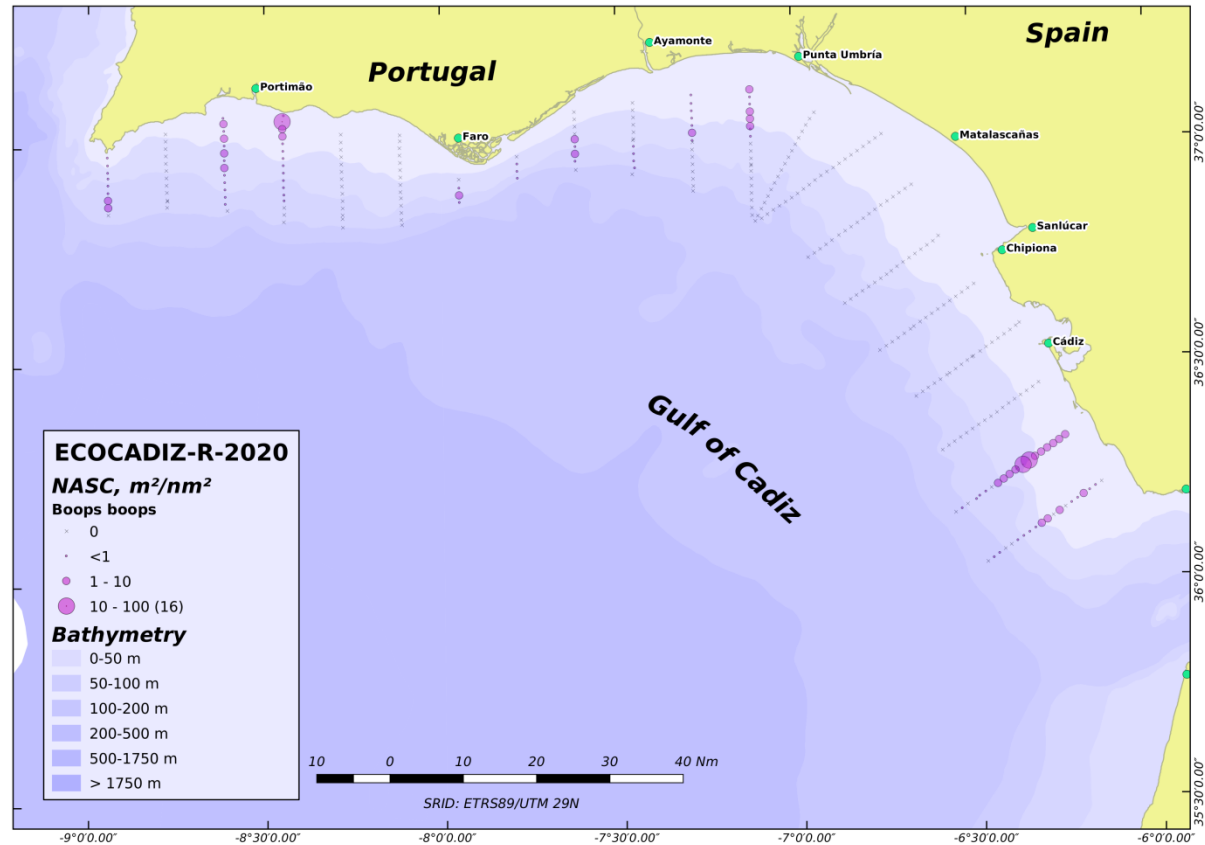 Spain
Portugal
Ayamonte
Punta Umbría
Portimão
Faro
Matalascañas
Sanlúcar
Chipiona
Cádiz
Gulf of Cadiz
37°0'0.00"
36°30'0.00"
36°0'0.00"
35°30'0.00"
ECOCADIZ-R-2020
NASC, m²/nm²
Boops boops
0
<1
1 - 10
10 - 100 (16)
Bathymetry
0-50 m
50-100 m
100-200 m
200-500 m
500-1750 m
> 1750 m
10 0 10 20 30 40 Nm
SRID: ETRS89/UTM 29N
-9°0'0.00" -8°30'0.00" -8°0'0.00" -7°30'0.00" -7°0'0.00" -6°30'0.00" -6°0'0.00"